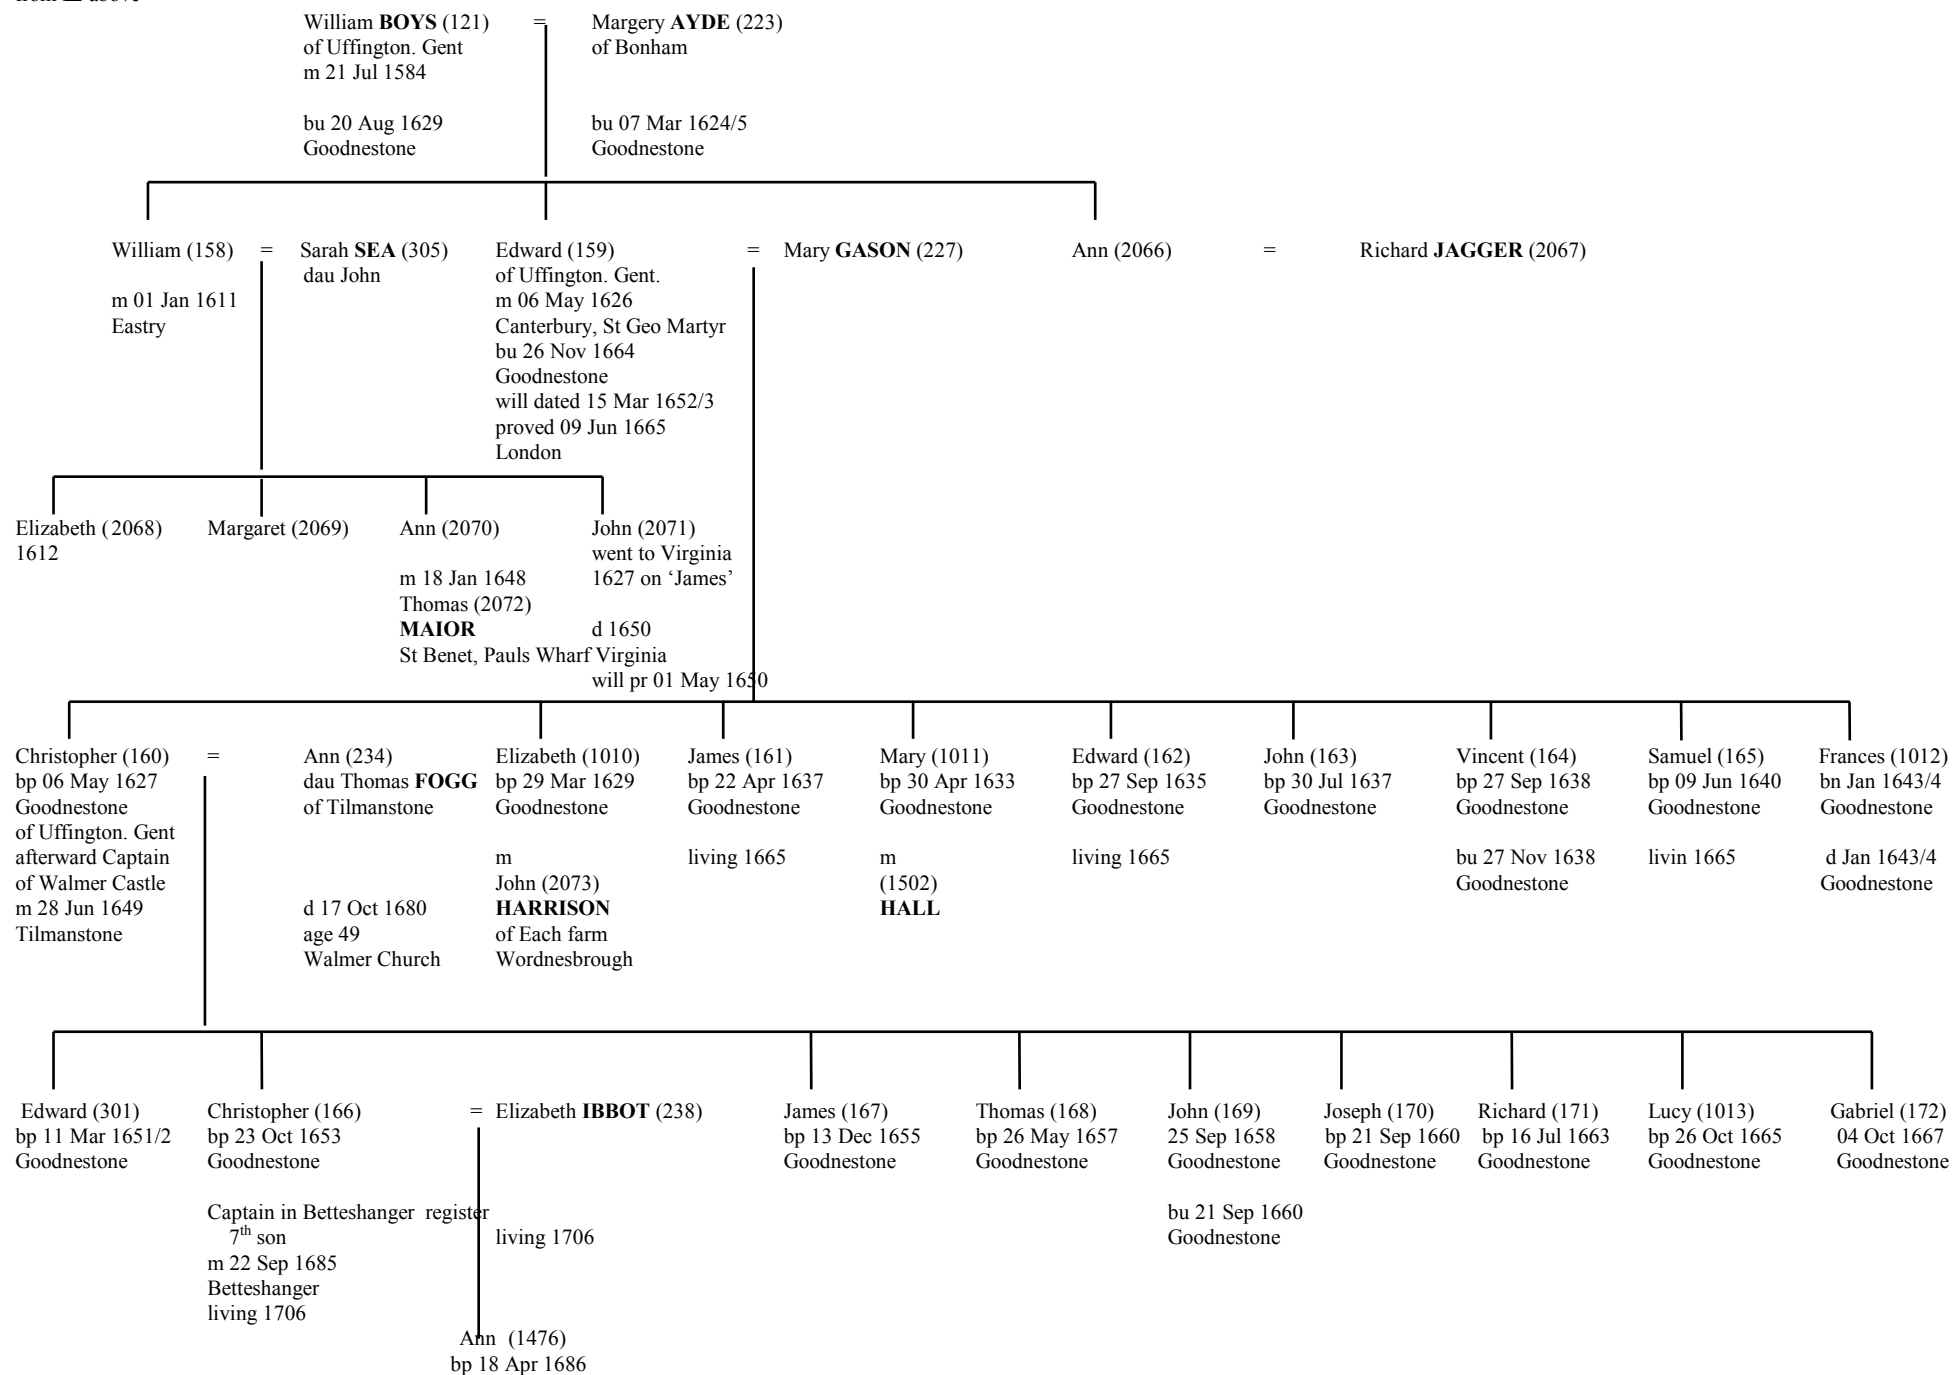 William BOYS (121) = Margery AYDE (223)
of Uffington. Gent of Bonham
m 21 Jul 1584
bu 20 Aug 1629 bu 07 Mar 1624/5
Goodnestone Goodnestone
William (158) = Sarah SEA (305) Edward (159) = Mary GASON (227) Ann (2066) = Richard JAGGER (2067)
dau John of Uffington. Gent.
m 01 Jan 1611 m 06 May 1626
Eastry Canterbury, St Geo Martyr
bu 26 Nov 1664
Goodnestone
will dated 15 Mar 1652/3
proved 09 Jun 1665
London
Elizabeth (2068) Margaret (2069) Ann (2070) John (2071)
1612 went to Virginia
m 18 Jan 1648 1627 on ‘James’
Thomas (2072)
MAIOR d 1650
St Benet, Pauls Wharf Virginia
will pr 01 May 1650
Christopher (160) = Ann (234) Elizabeth (1010) James (161) Mary (1011) Edward (162) John (163) Vincent (164) Samuel (165) Frances (1012)
bp 06 May 1627 dau Thomas FOGG bp 29 Mar 1629 bp 22 Apr 1637 bp 30 Apr 1633 bp 27 Sep 1635 bp 30 Jul 1637 bp 27 Sep 1638 bp 09 Jun 1640 bn Jan 1643/4
Goodnestone of Tilmanstone Goodnestone Goodnestone Goodnestone Goodnestone Goodnestone Goodnestone Goodnestone Goodnestone
of Uffington. Gent
afterward Captain m living 1665 m living 1665 bu 27 Nov 1638 livin 1665 d Jan 1643/4
of Walmer Castle John (2073) (1502) Goodnestone Goodnestone
m 28 Jun 1649 d 17 Oct 1680 HARRISON HALL
Tilmanstone age 49 of Each farm
Walmer Church Wordnesbrough
Edward (301) Christopher (166) = Elizabeth IBBOT (238) James (167) Thomas (168) John (169) Joseph (170) Richard (171) Lucy (1013) Gabriel (172)
bp 11 Mar 1651/2 bp 23 Oct 1653 bp 13 Dec 1655 bp 26 May 1657 25 Sep 1658 bp 21 Sep 1660 bp 16 Jul 1663 bp 26 Oct 1665 04 Oct 1667
Goodnestone Goodnestone Goodnestone Goodnestone Goodnestone Goodnestone Goodnestone Goodnestone Goodnestone
Captain in Betteshanger register bu 21 Sep 1660
7th son living 1706 Goodnestone
m 22 Sep 1685
Betteshanger
living 1706
Ann (1476)
bp 18 Apr 1686